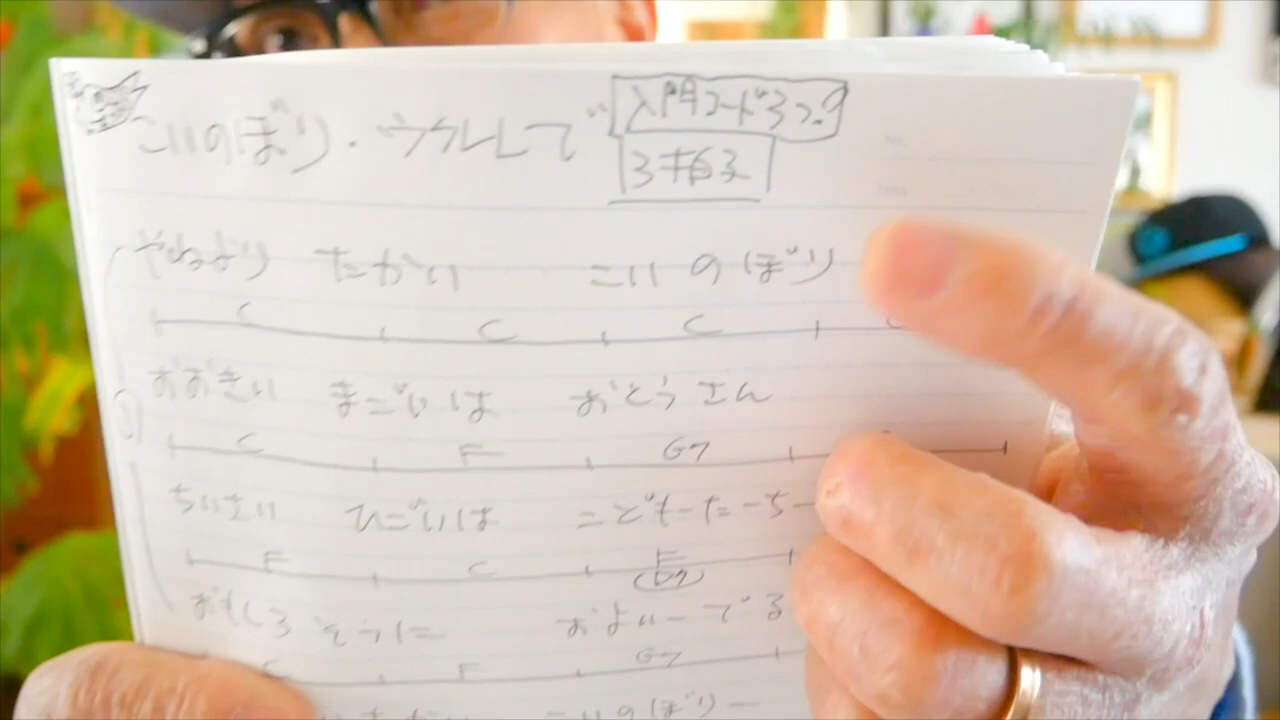 こいのぼり・ウクレレで
入門コード3つ
やねより たかい こいのぼり
C C C
おおきい まごいは おとうさん
C F G7
ちいさい ひごいは こどもーたーちー
F C F
(D7)
おもしろ そうに およいーでる
C F G7
こいのぼりー